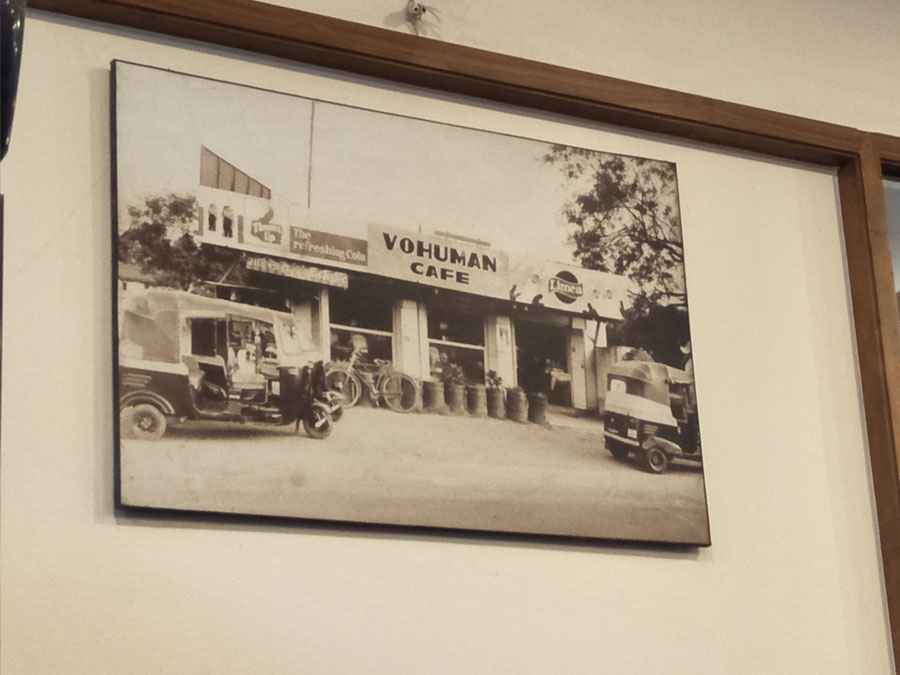 Thums
Up
The
refreshing Cola
VOHUMAN
CAFE
Limca